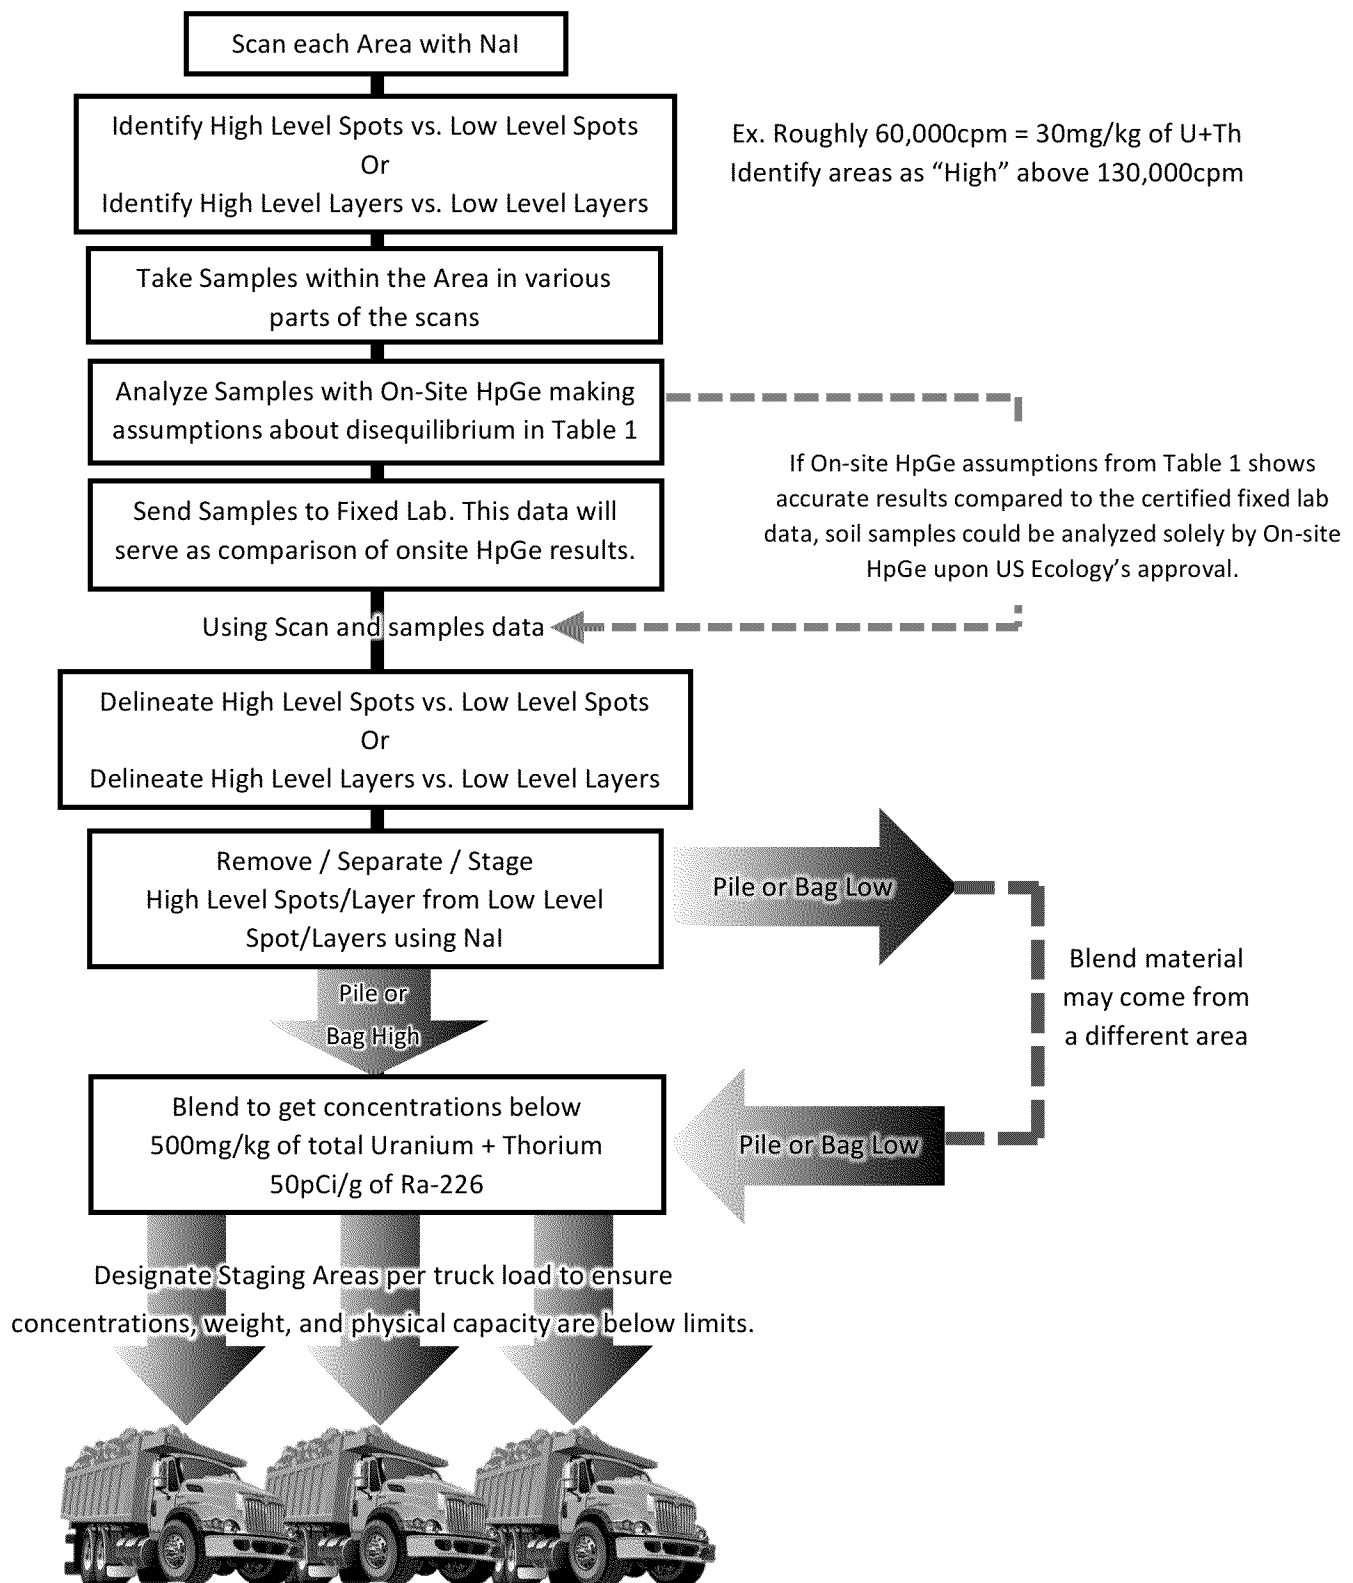 Scan each Area with NaI
Identify High Level Spots vs. Low Level Spots
Or
Identify High Level Layers vs. Low Level Layers
Ex. Roughly 60,000cpm = 30mg/kg of U+Th
Identify areas as “High” above 130,000cpm
Take Samples within the Area in various
parts of the scans
Analyze Samples with On-Site HpGe making
assumptions about disequilibrium in Table 1
If On-site HpGe assumptions from Table 1 shows
accurate results compared to the certified fixed lab
data, soil samples could be analyzed solely by On-site
HpGe upon US Ecology’s approval.
Send Samples to Fixed Lab. This data will
serve as comparison of onsite HpGe results.
Using Scan and samples data
Delineate High Level Spots vs. Low Level Spots
Or
Delineate High Level Layers vs. Low Level Layers
Remove / Separate / Stage
High Level Spots/Layer from Low Level
Spot/Layers using NaI
Pile or Bag Low
Pile or
Bag High
Blend material
may come from
a different area
Blend to get concentrations below
500mg/kg of total Uranium + Thorium
50pCi/g of Ra-226
Pile or Bag Low
Designate Staging Areas per truck load to ensure
concentrations, weight, and physical capacity are below limits.